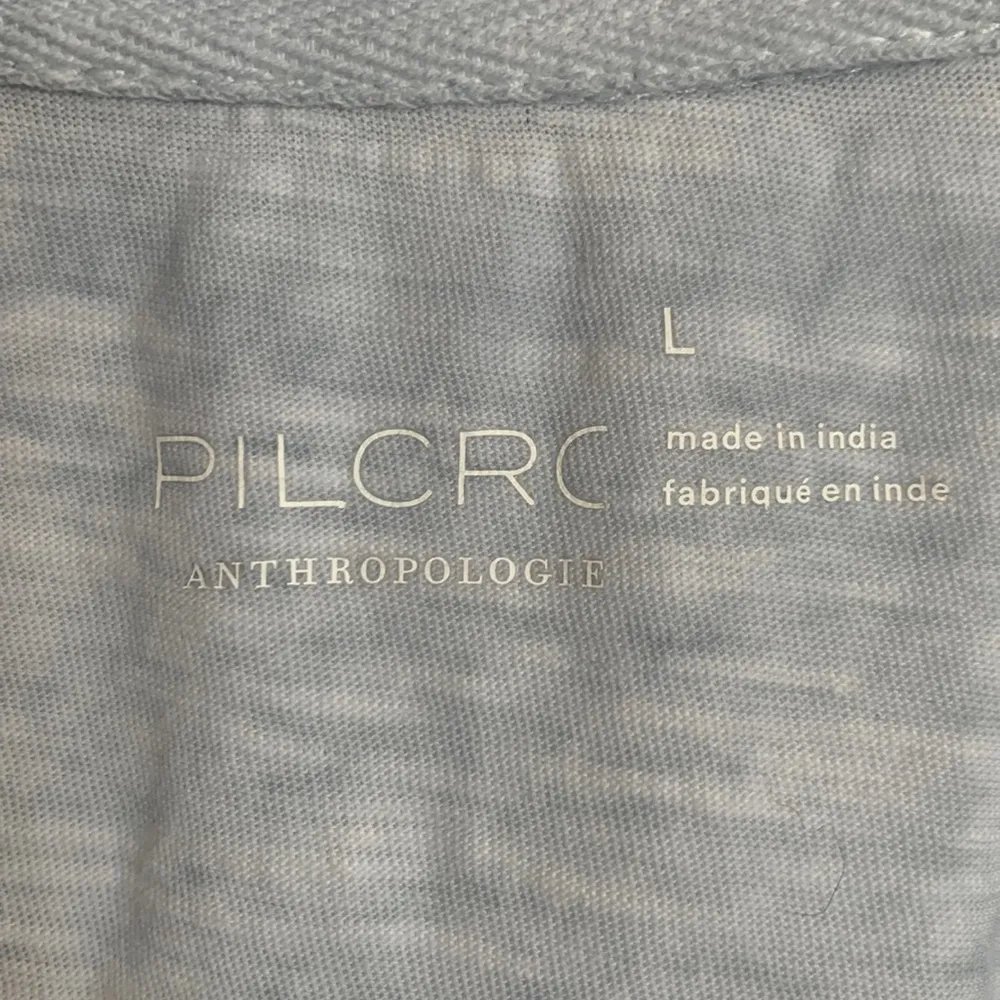 L
PILCRO
ANTHROPOLOGIE
made in india
fabriqué en inde